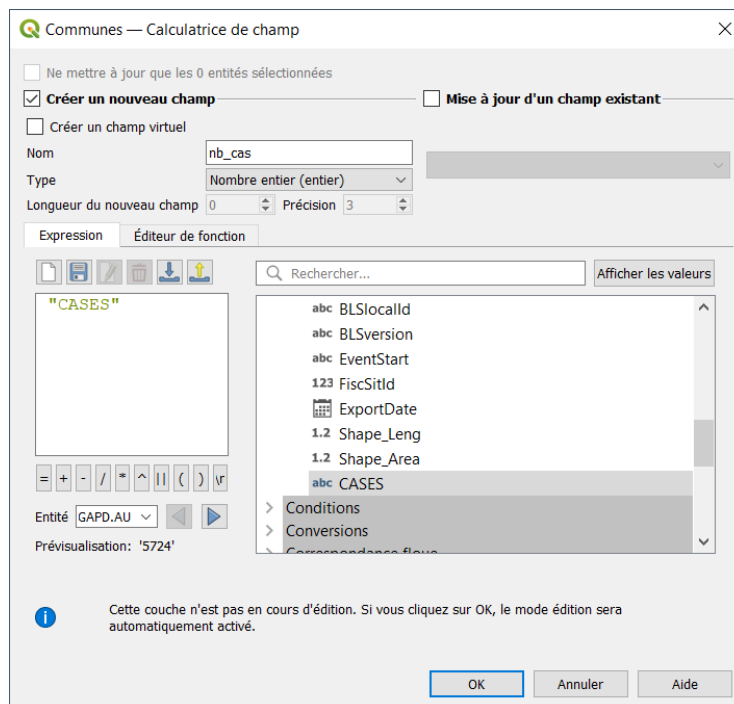 Communes — Calculatrice de champ
Ne mettre à jour que les 0 entités sélectionnées
Créer un nouveau champ
Mise à jour d'un champ existant
Créer un champ virtuel
Nom nb_cas
Type Nombre entier (entier)
Longueur du nouveau champ 0 Précision 3
Expression Éditeur de fonction
Rechercher... Afficher les valeurs
"CASES"
abc BLSlocalId
abc BLSversion
abc EventStart
123 FiscSitId
ExportDate
1.2 Shape_Leng
1.2 Shape_Area
abc CASES
Conditions
Conversions
Correspondance floue
= + - / * ^ || ( ) \r
Entité GAPD.AU
Prévisualisation: '5724'
Cette couche n'est pas en cours d'édition. Si vous cliquez sur OK, le mode édition sera
automatiquement activé.
OK Annuler Aide